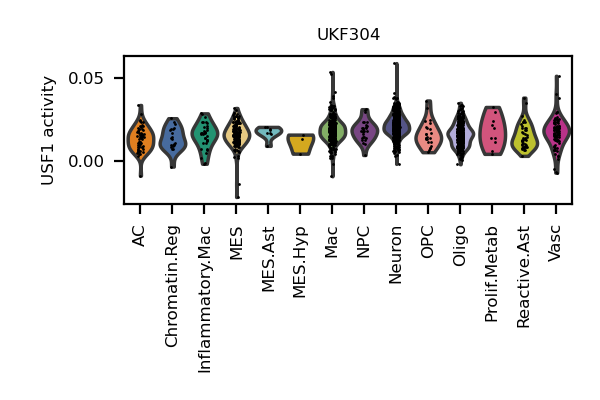 UKF304
USF1 activity
0.05
0.00
AC
Chromatin.Reg
Inflammatory.Mac
MES
MES.Ast
MES.Hyp
Mac
NPC
Neuron
OPC
Oligo
Prolif.Metab
Reactive.Ast
Vasc